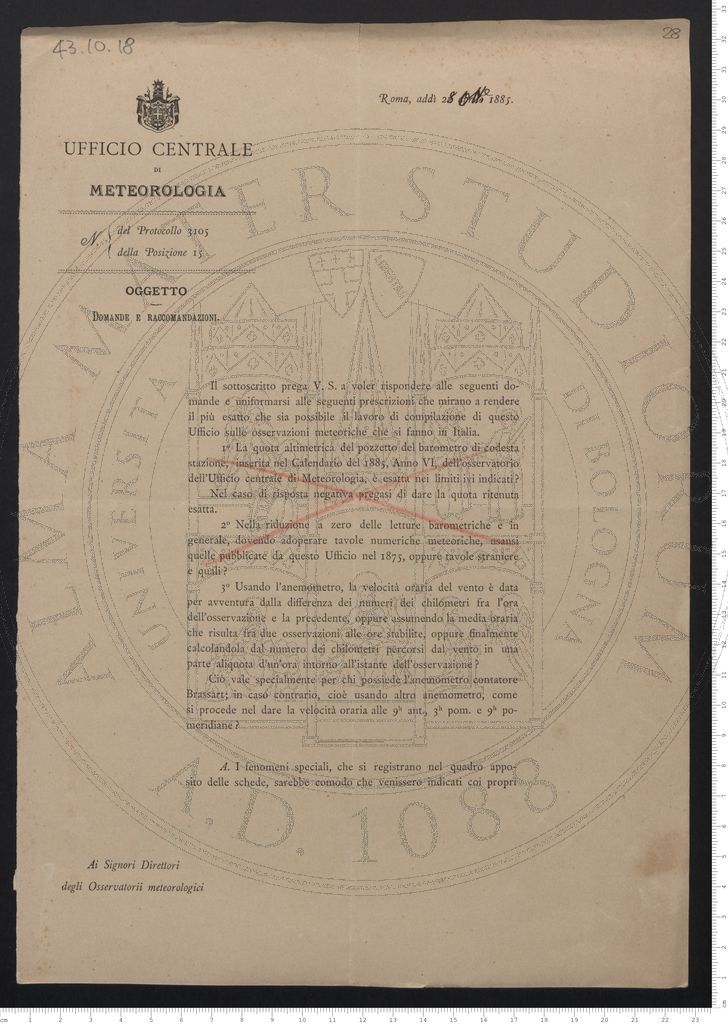 43.10.18
28
Roma, addì 28 1885.
UFFICIO CENTRALE
DI
METEOROLOGIA
N. del Protocollo 3105
della Posizione 15
OGGETTO
DOMANDE E RACCOMANDAZIONI.
Il sottoscritto prega V. S. a voler rispondere alle seguenti do-
mande e uniformarsi alle seguenti prescrizioni che mirano a rendere
il più esatto che sia possibile il lavoro di compilazione di questo
Ufficio sulle osservazioni meteoriche che si fanno in Italia.
1º La quota altimetrica del pozzetto del barometro di codesta
stazione, inserita nel Calendario del 1885, Anno VI, dell'osservatorio
dell'Ufficio centrale di Meteorologia, è esatta nei limiti ivi indicati?
Nel caso di risposta negativa pregasi di dare la quota ritenuta
esatta.
2º Nella riduzione a zero delle letture barometriche e in
generale, dovendo adoperare tavole numeriche meteoriche, usansi
quelle pubblicate da questo Ufficio nel 1875, oppure tavole straniere
e quali?
3º Usando l'anemometro, la velocità oraria del vento è data
per avventura dalla differenza dei numeri dei chilometri fra l'ora
dell'osservazione e la precedente, oppure assumendo la media oraria
che risulta fra due osservazioni alle ore stabilite, oppure finalmente
calcolandola dal numero dei chilometri percorsi dal vento in una
parte aliquota d'un'ora intorno all'istante dell'osservazione?
Ciò vale specialmente per chi possiede l'anemometro contatore
Brassart; in caso contrario, cioè usando altro anemometro, come
si procede nel dare la velocità oraria alle 9ʰ ant., 3ʰ pom. e 9ʰ po-
meridiane?
A. I fenomeni speciali, che si registrano nel quadro appo-
sito delle schede, sarebbe comodo che venissero indicati coi propri
Ai Signori Direttori
degli Osservatorii meteorologici
ALMA MATER STUDIORUM
UNIVERSITA DI BOLOGNA
A.D. 1088